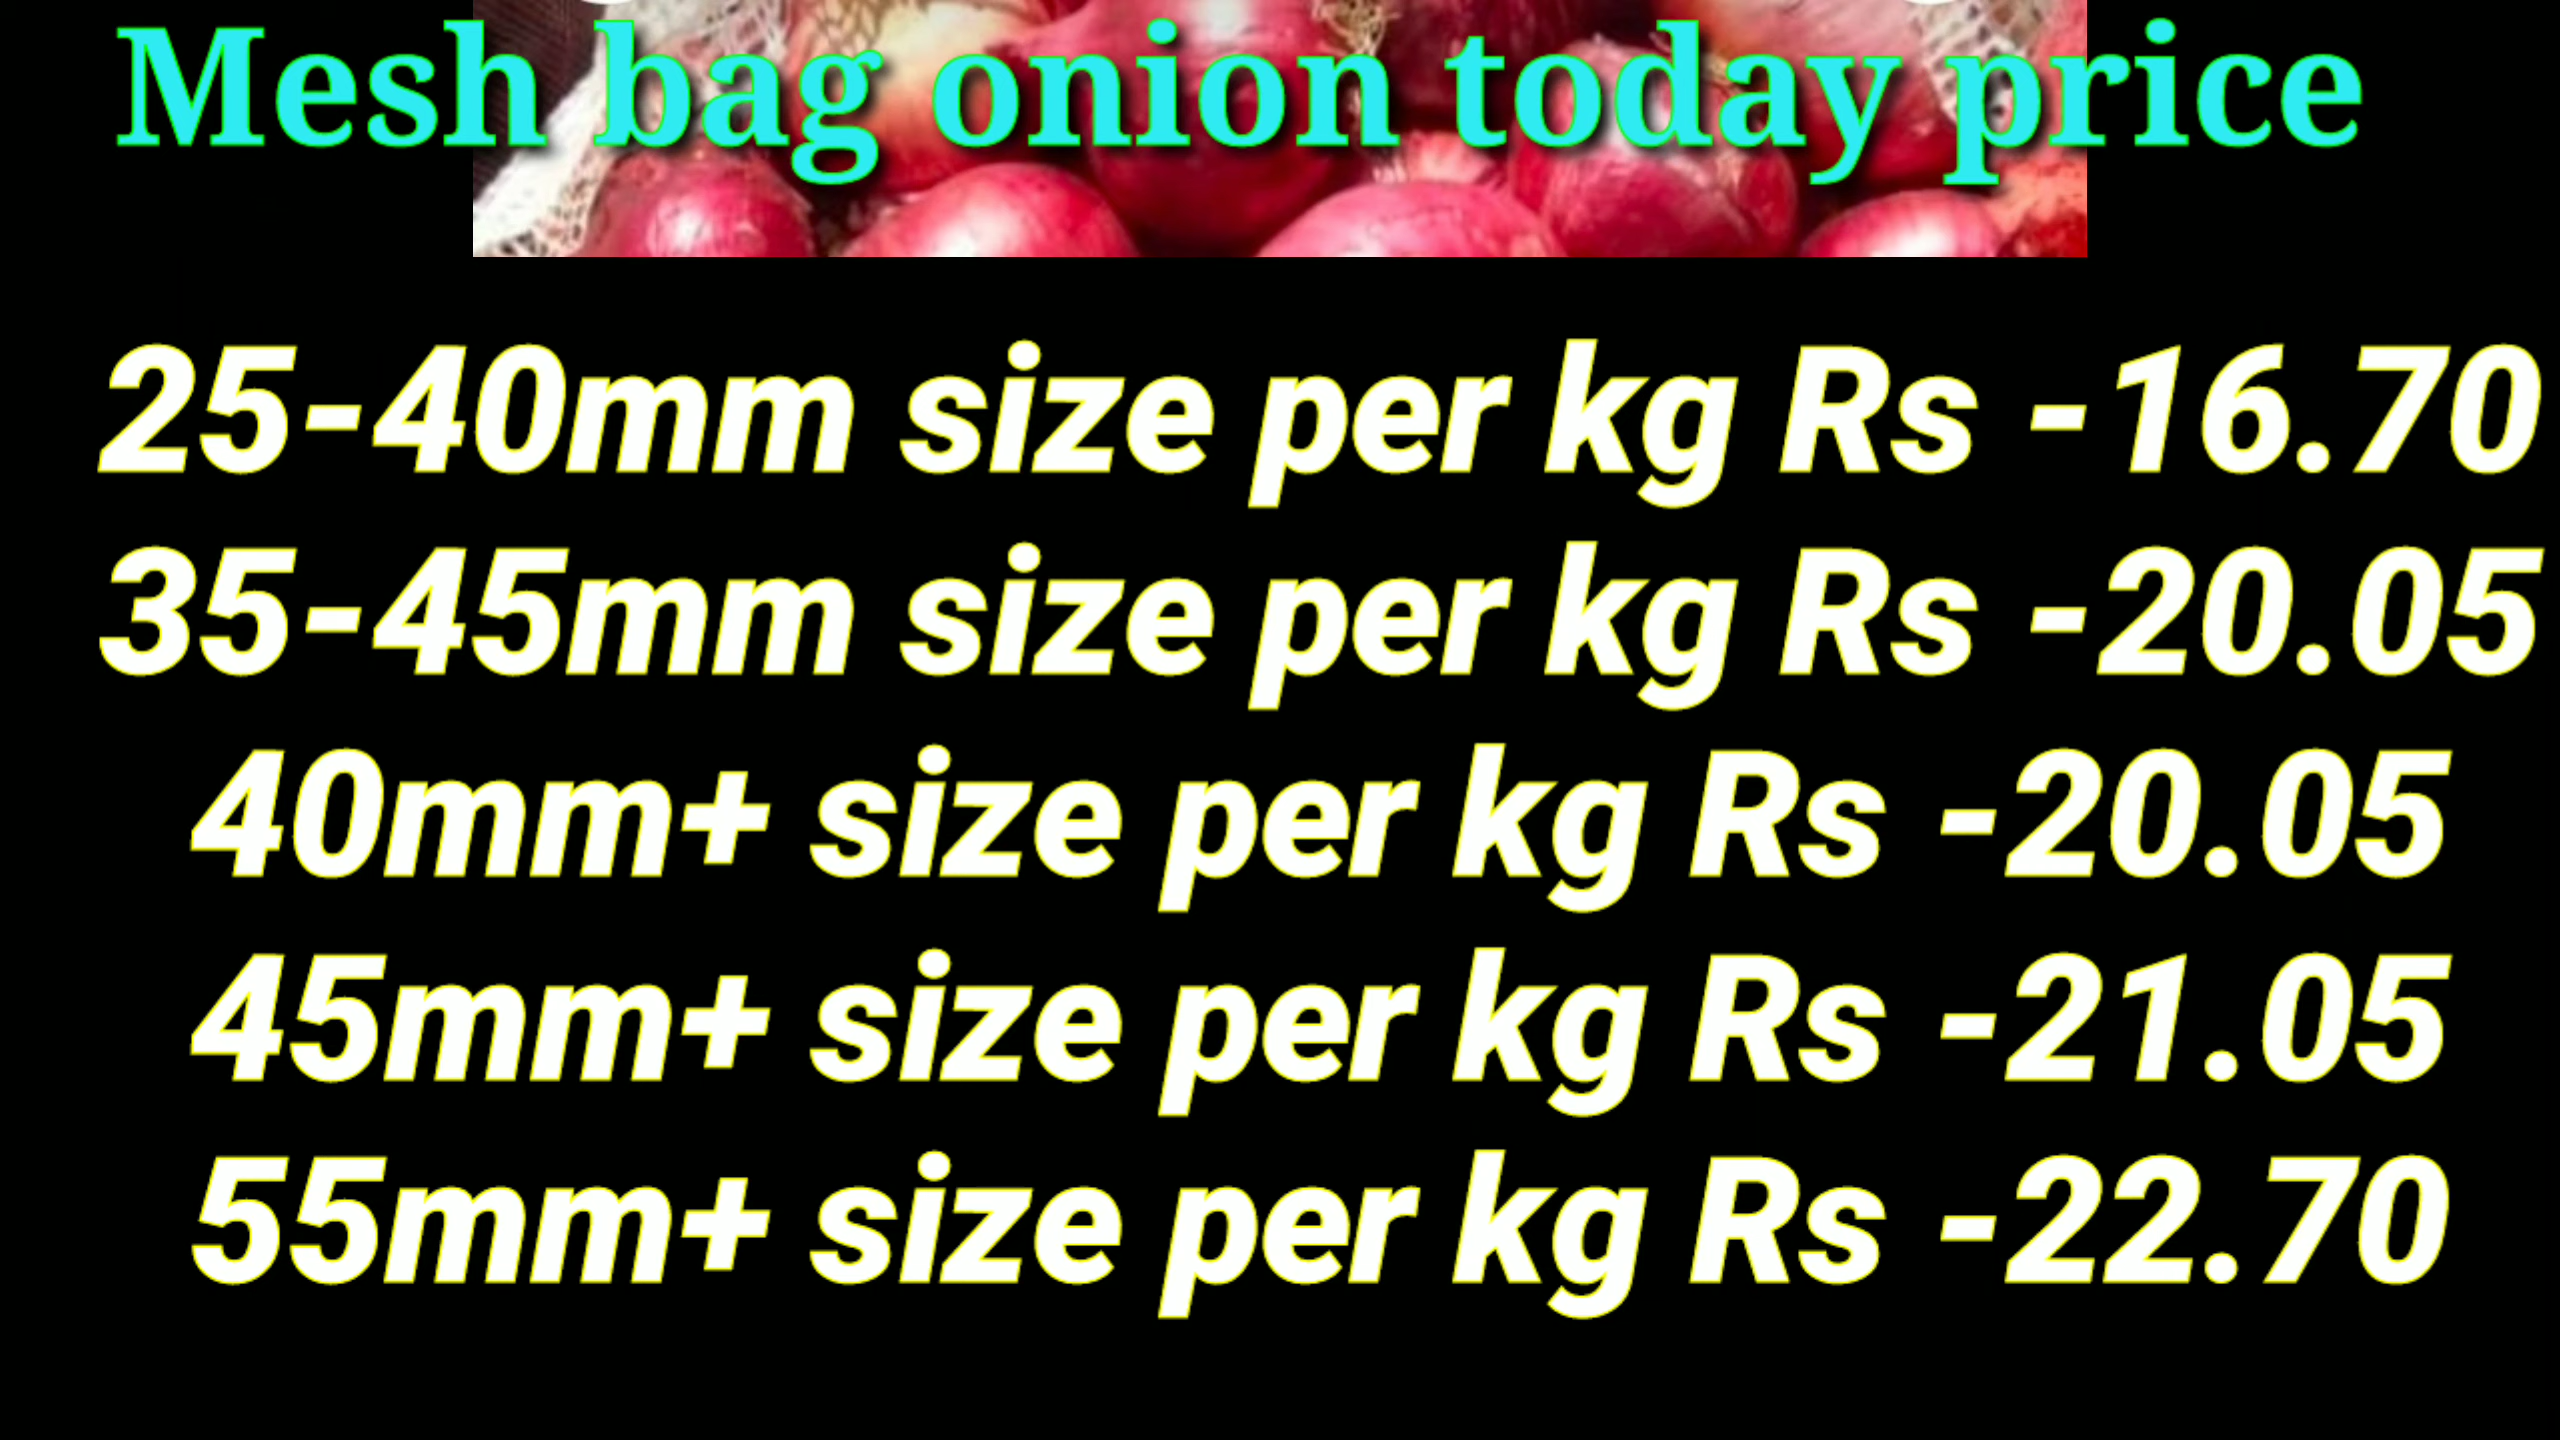 Mesh bag onion today price
25-40mm size per kg Rs -16.70
35-45mm size per kg Rs -20.05
40mm+ size per kg Rs -20.05
45mm+ size per kg Rs -21.05
55mm+ size per kg Rs -22.70